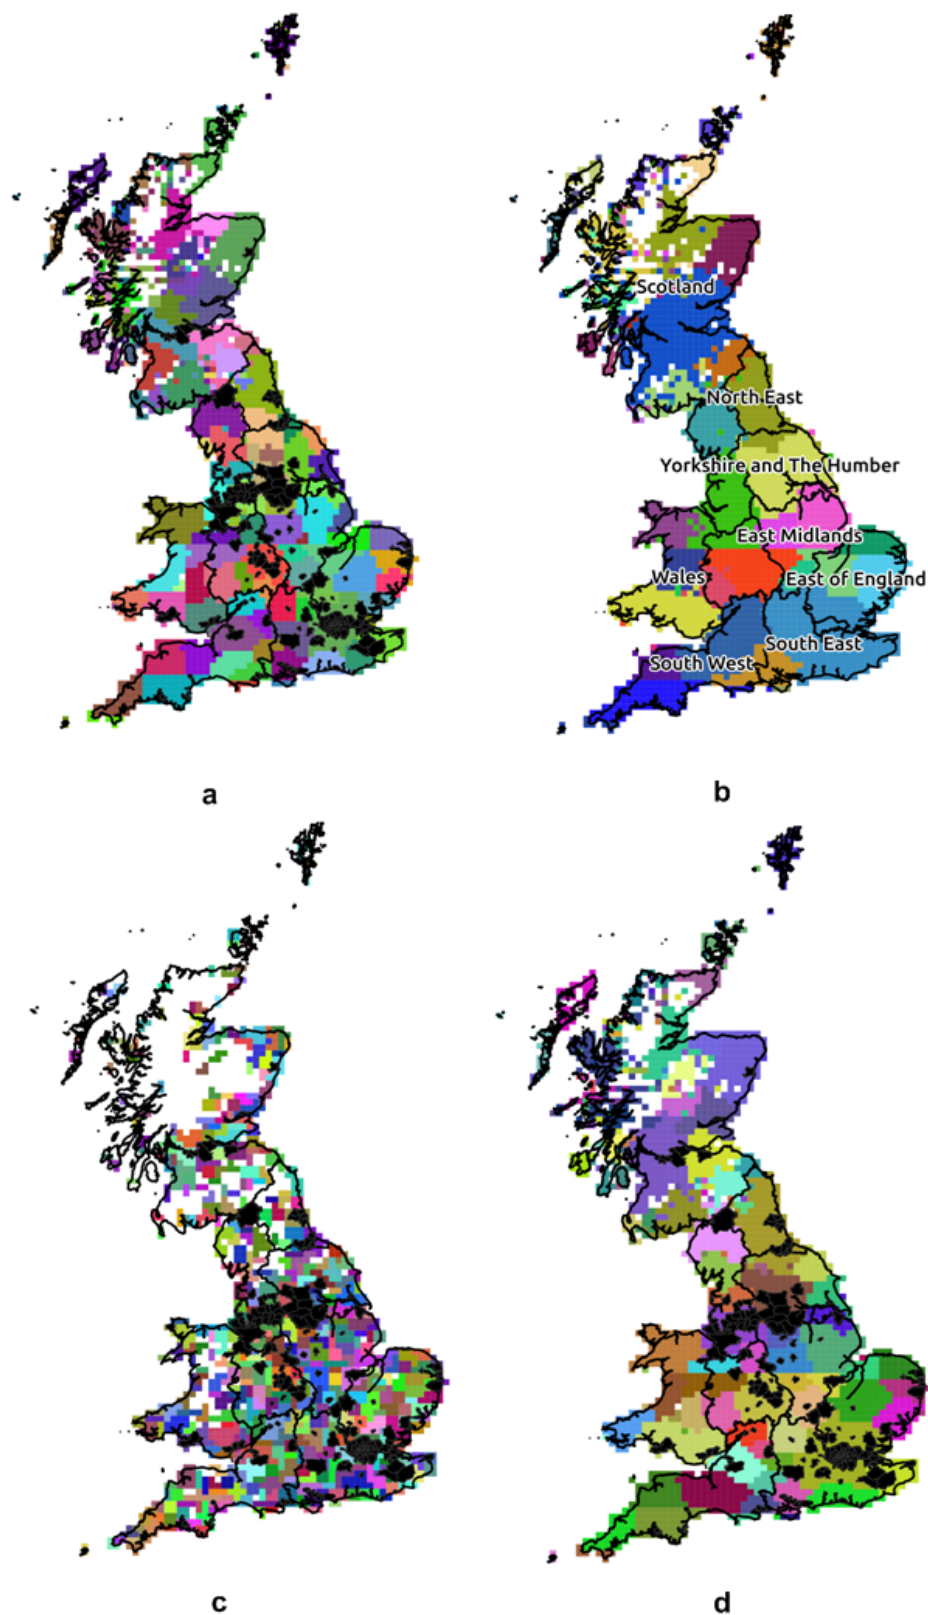 Scotland
North East
Yorkshire and The Humber
East Midlands
Wales
East of England
South East
South West
a
b
c
d